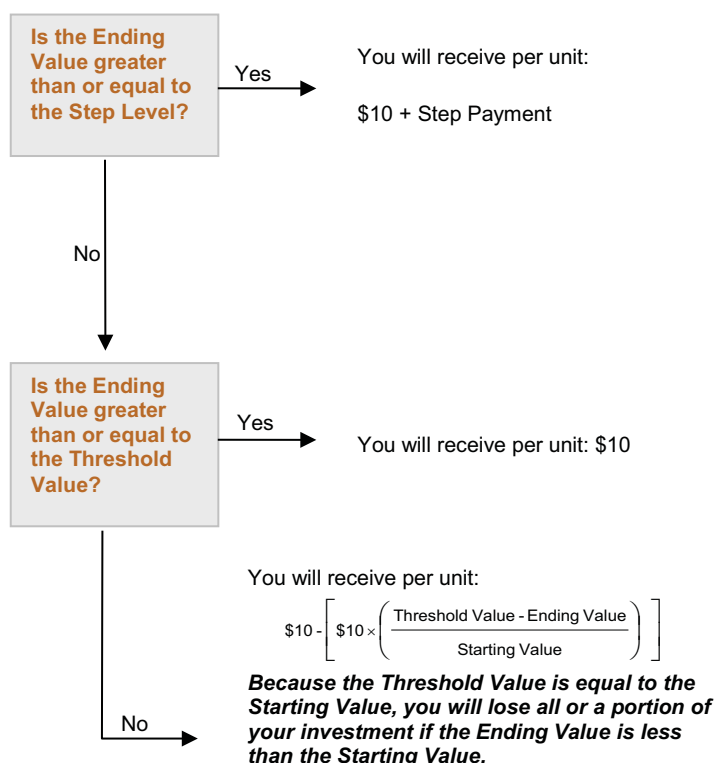 Is the Ending
Value greater
than or equal to
the Step Level?
Yes
You will receive per unit:
$10 + Step Payment
No
Is the Ending
Value greater
than or equal to
the Threshold
Value?
Yes
You will receive per unit: $10
You will receive per unit:
$10 - [ $10 × ( Threshold Value - Ending Value / Starting Value ) ]
Because the Threshold Value is equal to the
Starting Value, you will lose all or a portion of
your investment if the Ending Value is less
than the Starting Value.
No